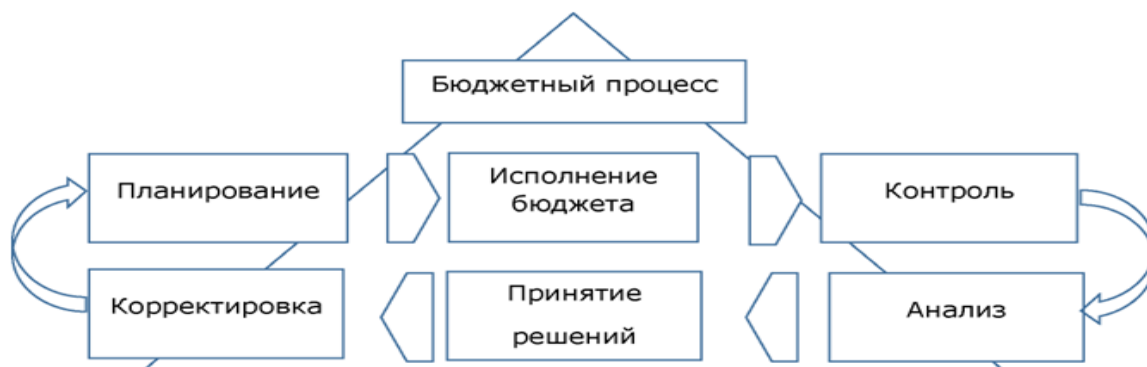 Бюджетный процесс
Планирование
Исполнение
бюджета
Контроль
Корректировка
Принятие
решений
Анализ